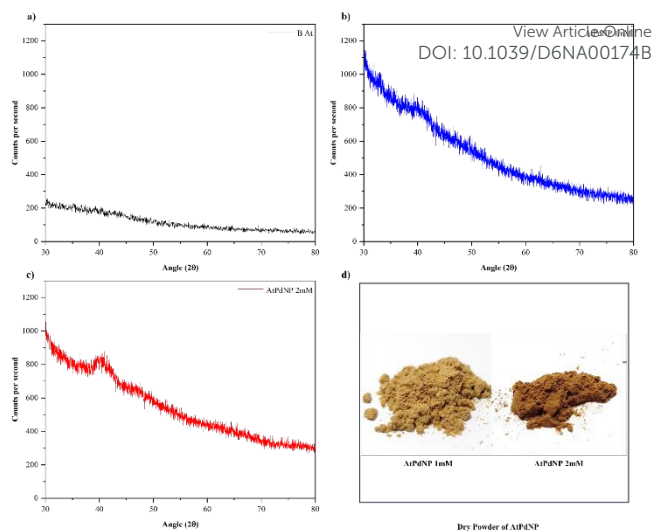 a)
B At
Counts per second
1200
1000
800
600
400
200
0
30
40
50
60
70
80
Angle (2θ)
b)
View Article Online
DOI: 10.1039/D6NA00174B
Counts per second
1200
1000
800
600
400
200
0
30
40
50
60
70
80
Angle (2θ)
c)
AtPdNP 2mM
Counts per second
1200
1000
800
600
400
200
0
30
40
50
60
70
80
Angle (2θ)
d)
AtPdNP 1mM
AtPdNP 2mM
Dry Powder of AtPdNP